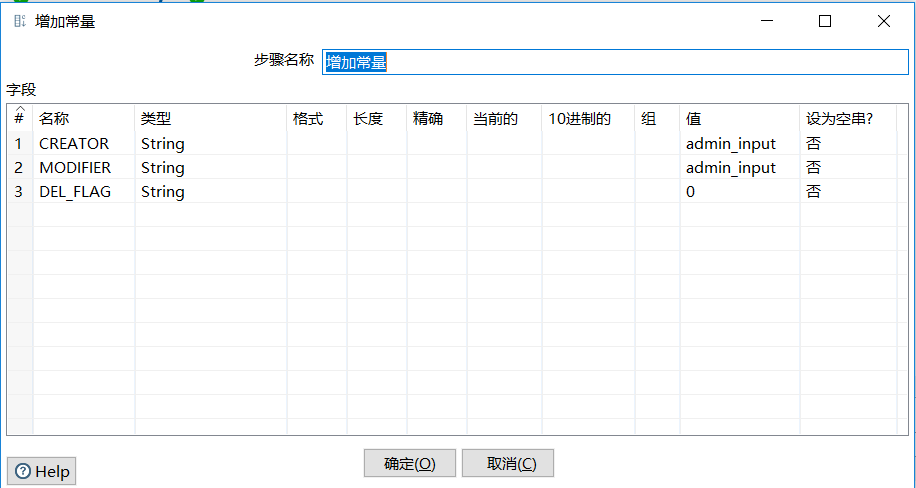 增加常量
步骤名称 增加常量
字段
# 名称 类型 格式 长度 精确 当前的 10进制的 组 值 设为空串?
1 CREATOR String admin_input 否
2 MODIFIER String admin_input 否
3 DEL_FLAG String 0 否
Help 确定(O) 取消(C)